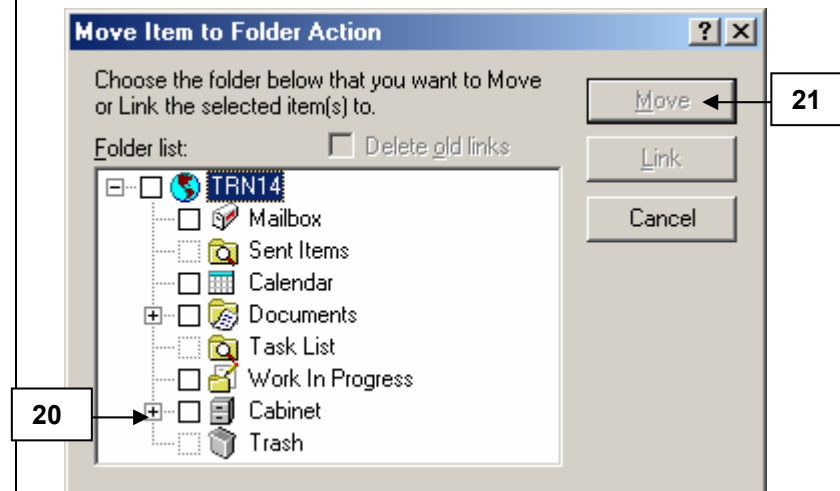 Move Item to Folder Action
Choose the folder below that you want to Move
or Link the selected item(s) to.
Move
21
Folder list:
Delete old links
Link
TRN14
Mailbox
Cancel
Sent Items
Calendar
Documents
Task List
Work In Progress
20
Cabinet
Trash